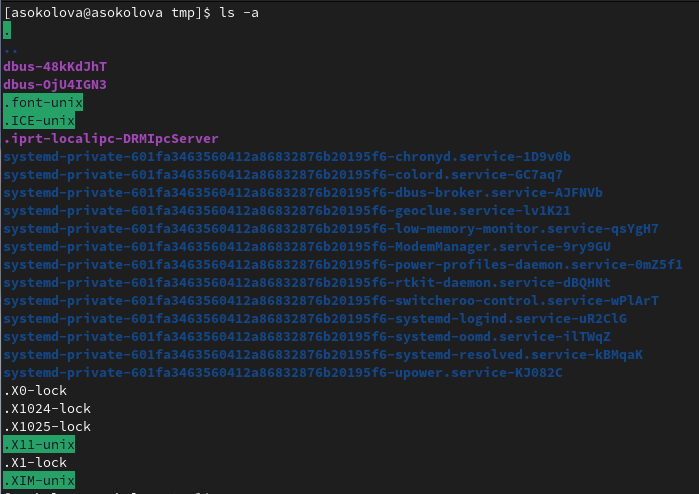 [asokolova@asokolova tmp]$ ls -a
.
..
dbus-48kKdJhT
dbus-OjU4IGN3
.font-unix
.ICE-unix
.iprt-localipc-DRMIpcServer
systemd-private-601fa3463560412a86832876b20195f6-chronyd.service-1D9v0b
systemd-private-601fa3463560412a86832876b20195f6-colord.service-GC7aq7
systemd-private-601fa3463560412a86832876b20195f6-dbus-broker.service-AJFNVb
systemd-private-601fa3463560412a86832876b20195f6-geoclue.service-lv1K21
systemd-private-601fa3463560412a86832876b20195f6-low-memory-monitor.service-qsYgH7
systemd-private-601fa3463560412a86832876b20195f6-ModemManager.service-9ry9GU
systemd-private-601fa3463560412a86832876b20195f6-power-profiles-daemon.service-0mZ5f1
systemd-private-601fa3463560412a86832876b20195f6-rtkit-daemon.service-dBQHNt
systemd-private-601fa3463560412a86832876b20195f6-switcheroo-control.service-wPlArT
systemd-private-601fa3463560412a86832876b20195f6-systemd-logind.service-uR2ClG
systemd-private-601fa3463560412a86832876b20195f6-systemd-oomd.service-ilTWqZ
systemd-private-601fa3463560412a86832876b20195f6-systemd-resolved.service-kBMqaK
systemd-private-601fa3463560412a86832876b20195f6-upower.service-KJ082C
.X0-lock
.X1024-lock
.X1025-lock
.X11-unix
.X1-lock
.XIM-unix